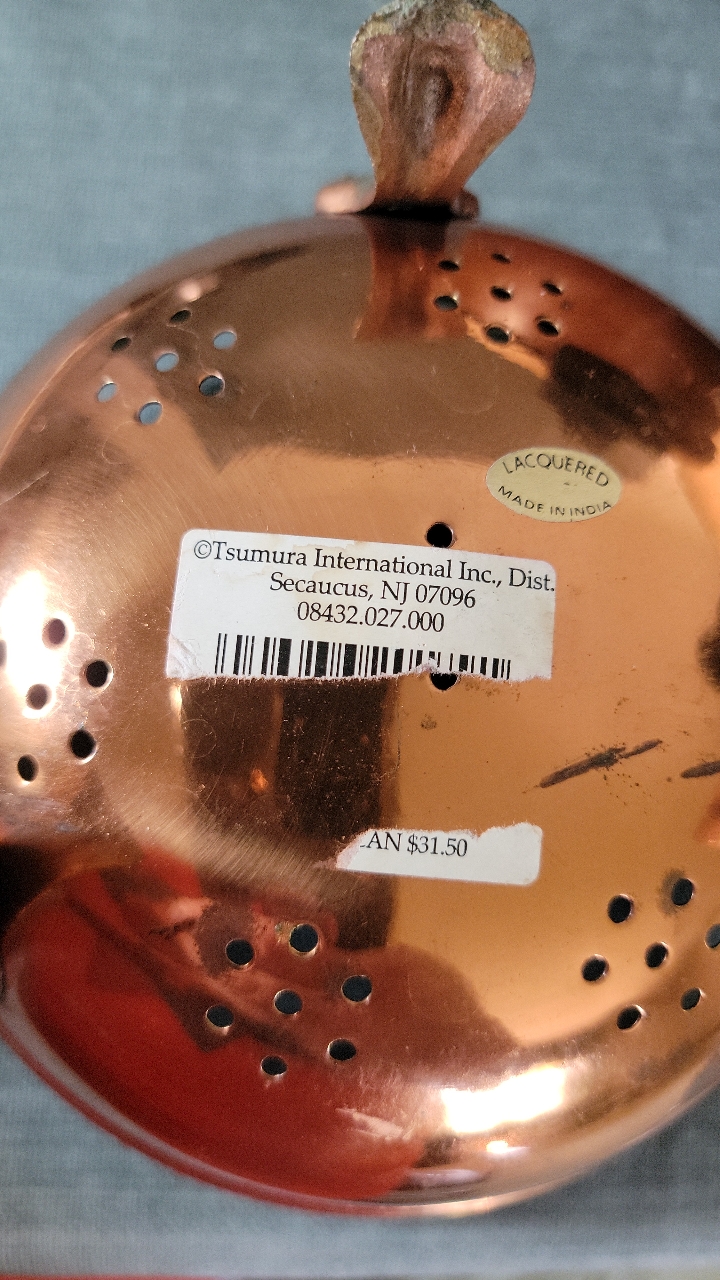 LACQUERED
MADE IN INDIA
©Tsumura International Inc., Dist.
Secaucus, NJ 07096
08432.027.000
AN $31.50